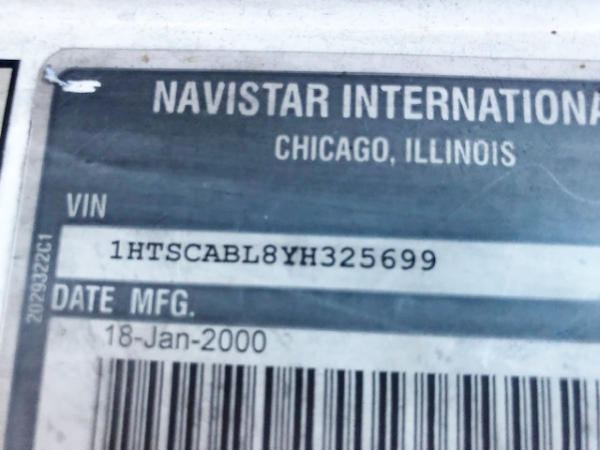 NAVISTAR INTERNATIONA
CHICAGO, ILLINOIS
VIN
1HTSCABL8YH325699
2029322C1
DATE MFG.
18-Jan-2000